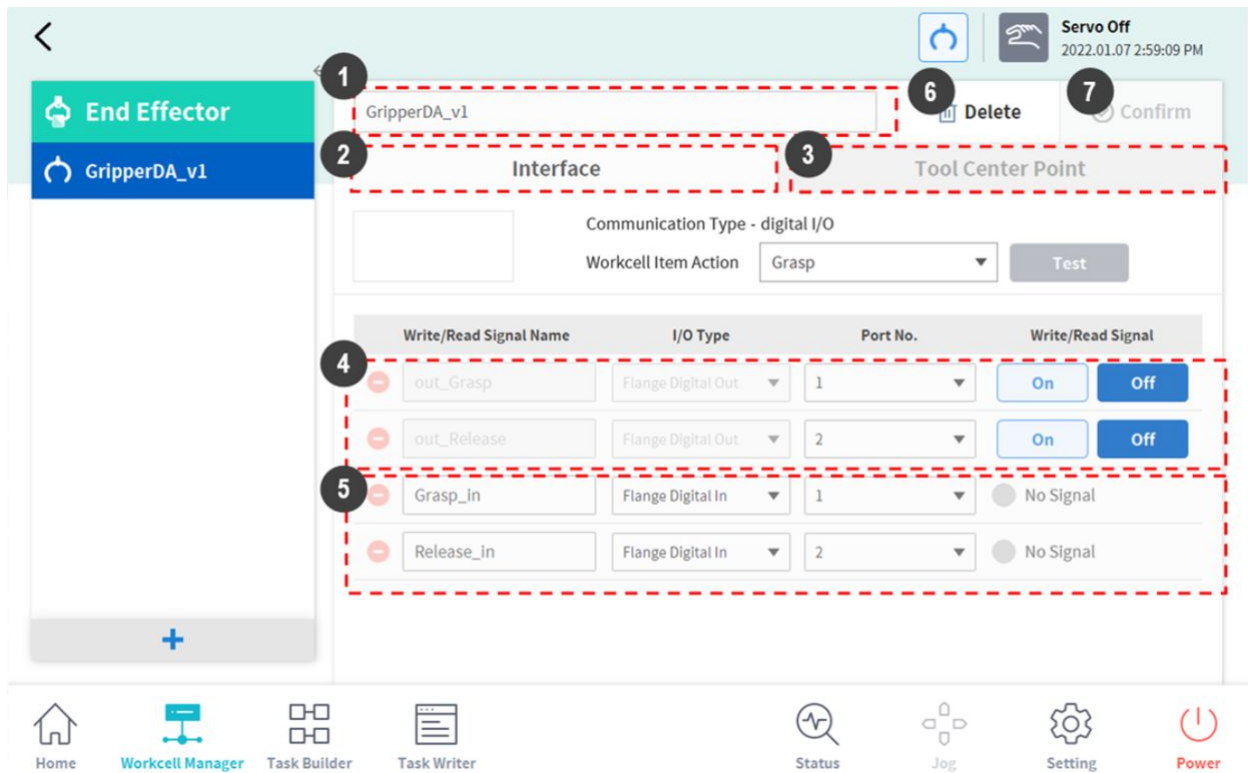 Servo Off
2022.01.07 2:59:09 PM
End Effector
GripperDA_v1
1
GripperDA_v1
6
Delete
7
Confirm
2
Interface
3
Tool Center Point
Communication Type - digital I/O
Workcell Item Action Grasp Test
Write/Read Signal Name I/O Type Port No. Write/Read Signal
4
out_Grasp Flange Digital Out 1 On Off
out_Release Flange Digital Out 2 On Off
5
Grasp_in Flange Digital In 1 No Signal
Release_in Flange Digital In 2 No Signal
+
Home Workcell Manager Task Builder Task Writer Status Jog Setting Power